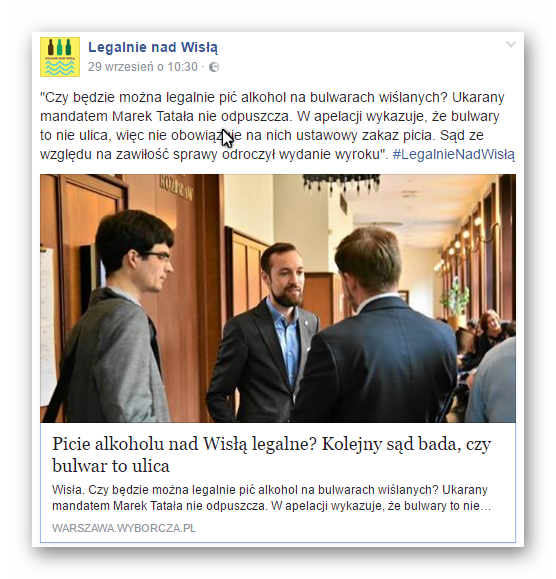 Legalnie nad Wisłą
29 wrzesień o 10:30 ·
"Czy będzie można legalnie pić alkohol na bulwarach wiślanych? Ukarany
mandatem Marek Tatała nie odpuszcza. W apelacji wykazuje, że bulwary
to nie ulica, więc nie obowiązuje na nich ustawowy zakaz picia. Sąd ze
względu na zawiłość sprawy odroczył wydanie wyroku". #LegalnieNadWisłą
Picie alkoholu nad Wisłą legalne? Kolejny sąd bada, czy
bulwar to ulica
Wisła. Czy będzie można legalnie pić alkohol na bulwarach wiślanych? Ukarany
mandatem Marek Tatała nie odpuszcza. W apelacji wykazuje, że bulwary to nie…
WARSZAWA.WYBORCZA.PL